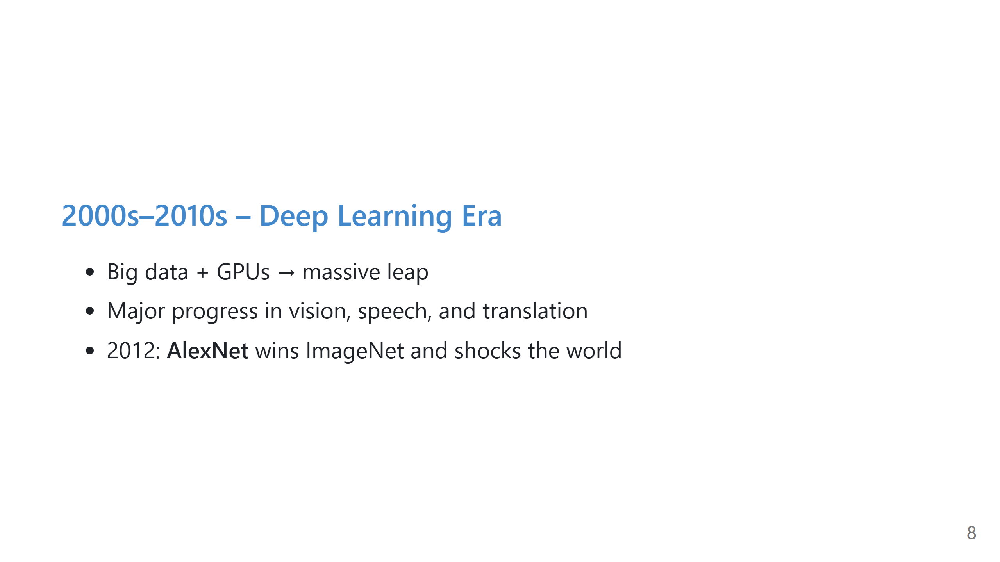 2000s–2010s – Deep Learning Era
• Big data + GPUs → massive leap
• Major progress in vision, speech, and translation
• 2012: AlexNet wins ImageNet and shocks the world
8